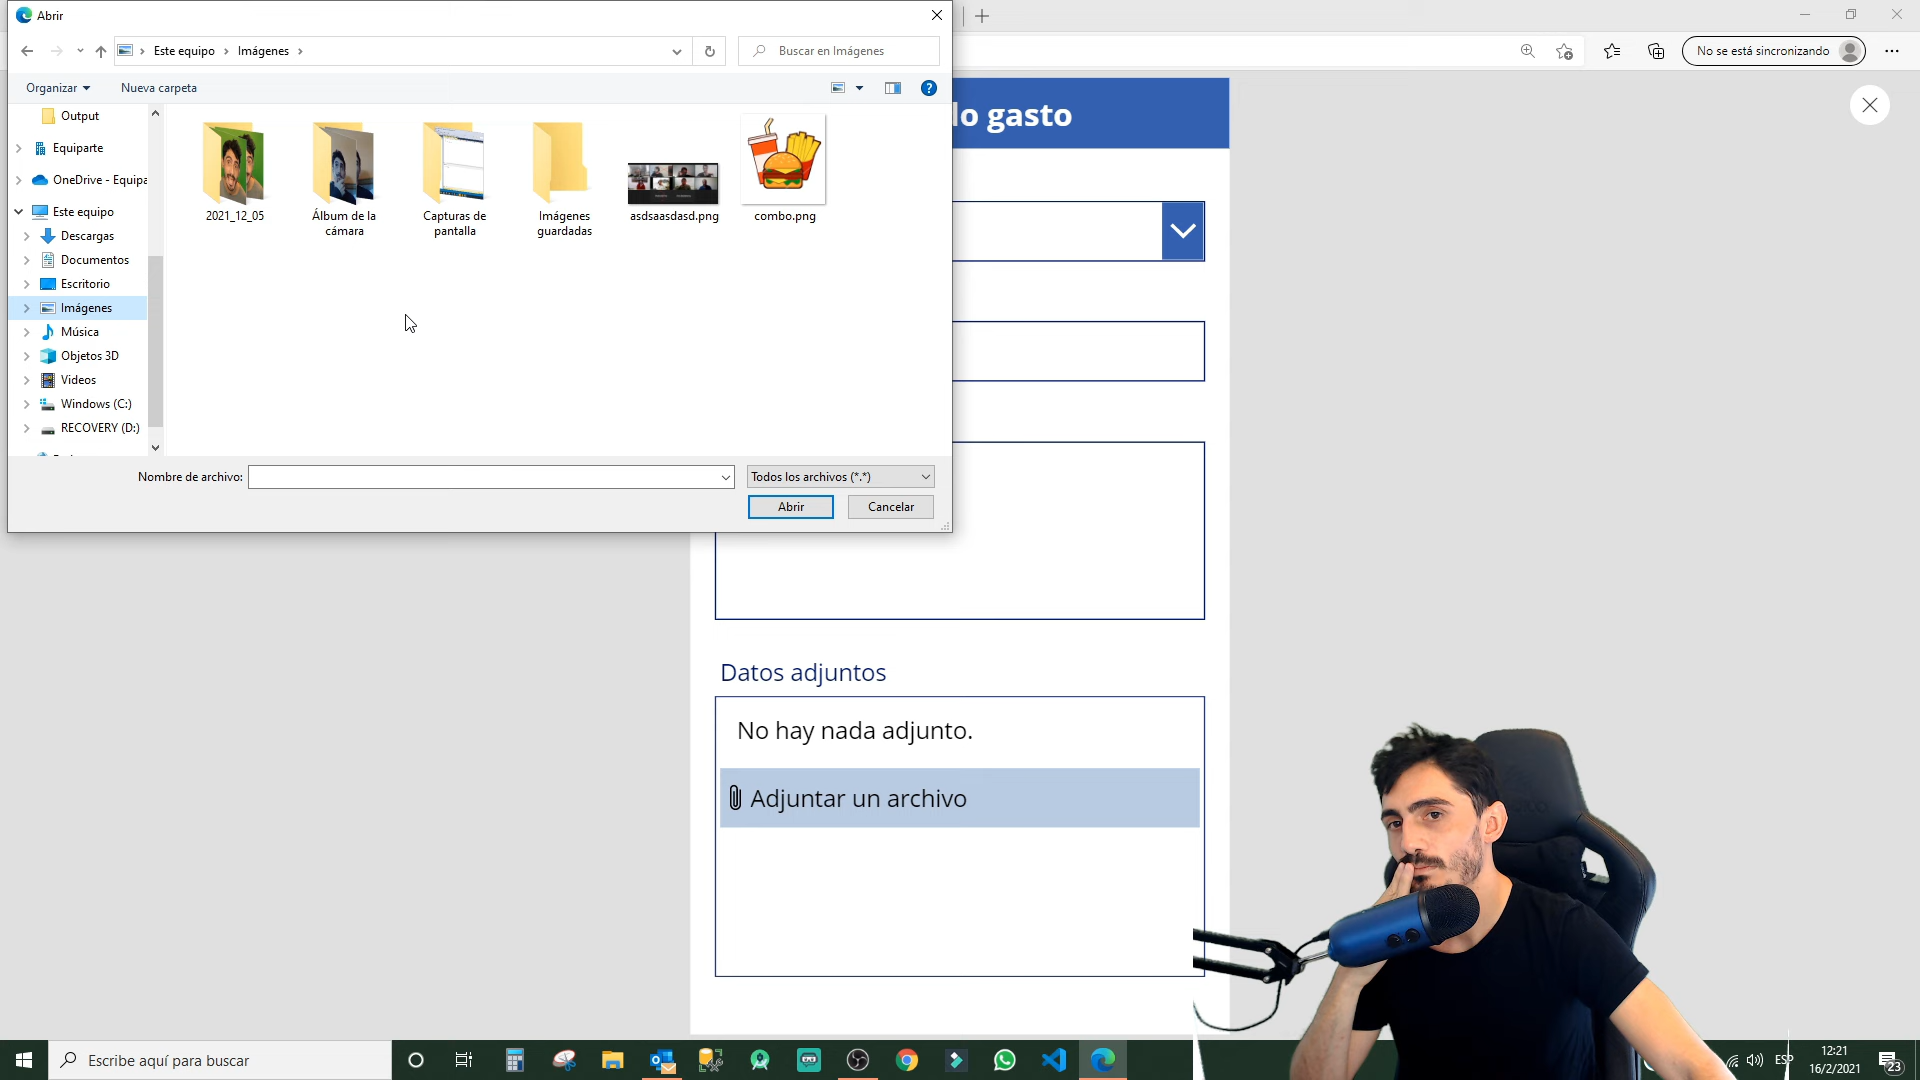 Abrir
Este equipo
Imágenes
Buscar en Imágenes
No se está sincronizando
Organizar
Nueva carpeta
Output
Equiparte
OneDrive - Equipa
Este equipo
Descargas
Documentos
Escritorio
Imágenes
Música
Objetos 3D
Videos
Windows (C:)
RECOVERY (D:)
2021_12_05
Álbum de la
cámara
Capturas de
pantalla
Imágenes
guardadas
asdsaasdasd.png
combo.png
Nombre de archivo:
Todos los archivos (*.*)
Abrir
Cancelar
lo gasto
Datos adjuntos
No hay nada adjunto.
Adjuntar un archivo
Escribe aquí para buscar
ESP
12:21
16/2/2021
23